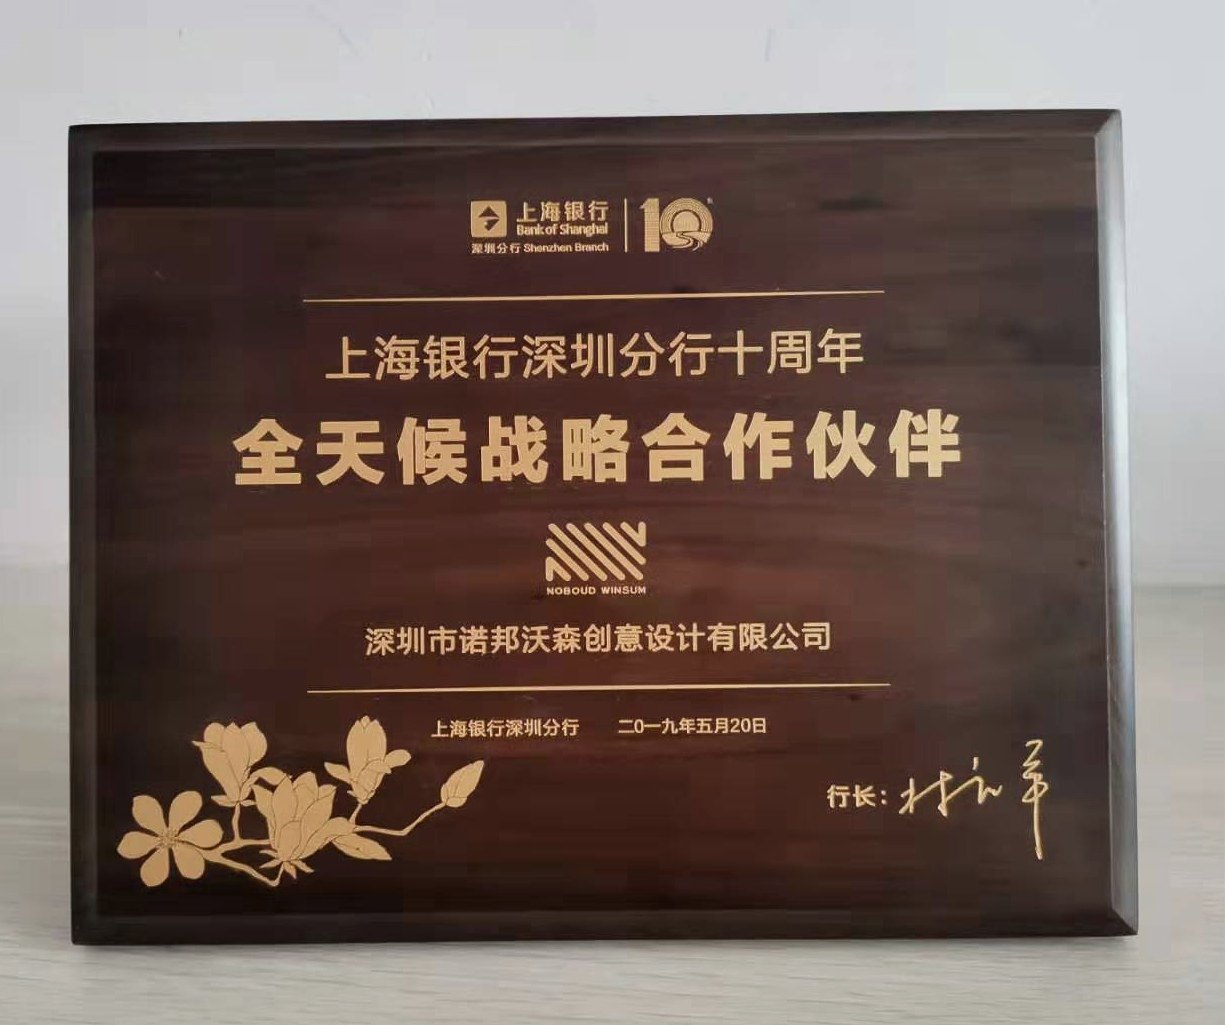 上海银行
Bank of Shanghai
深圳分行 Shenzhen Branch
10
上海银行深圳分行十周年
全天候战略合作伙伴
NOBOUD WINSUM
深圳市诺邦沃森创意设计有限公司
上海银行深圳分行 二0一九年五月20日
行长：